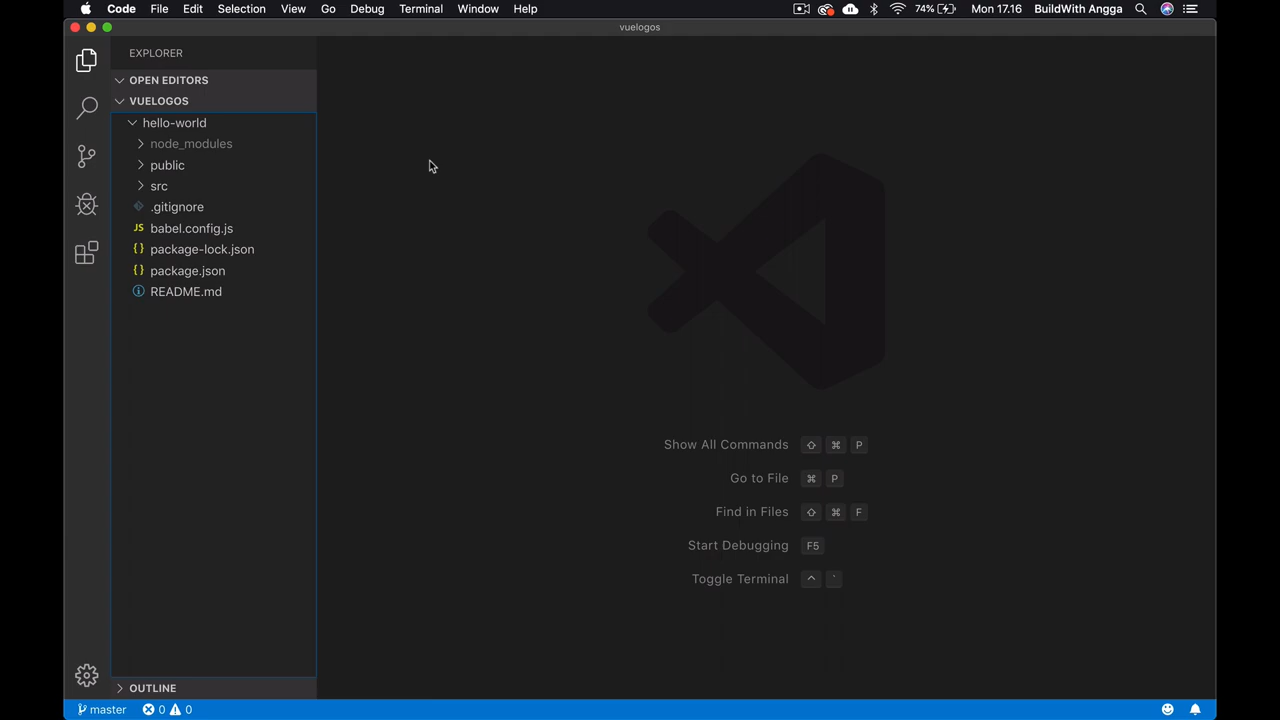 Code File Edit Selection View Go Debug Terminal Window Help 74% Mon 17.16 BuildWith Angga
vuelogos
EXPLORER
OPEN EDITORS
VUELOGOS
hello-world
node_modules
public
src
.gitignore
JS babel.config.js
{ } package-lock.json
{ } package.json
README.md
Show All Commands ⇧ ⌘ P
Go to File ⌘ P
Find in Files ⇧ ⌘ F
Start Debugging F5
Toggle Terminal ^ `
OUTLINE
master 0 0